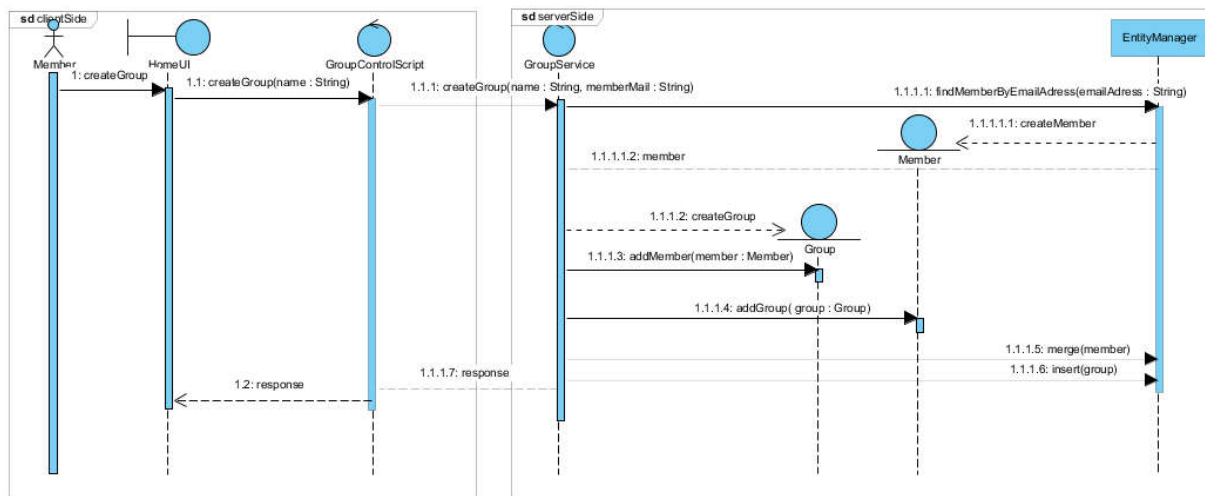 sd clientSide
sd serverSide
Member
HomeUI
GroupControlScript
GroupService
EntityManager
1: createGroup
1.1: createGroup(name : String)
1.1.1: createGroup(name : String, memberMail : String)
1.1.1.1: findMemberByEmailAdress(emailAdress : String)
1.1.1.1.1: createMember
Member
1.1.1.1.2: member
1.1.1.2: createGroup
Group
1.1.1.3: addMember(member : Member)
1.1.1.4: addGroup( group : Group)
1.1.1.5: merge(member)
1.1.1.6: insert(group)
1.1.1.7: response
1.2: response